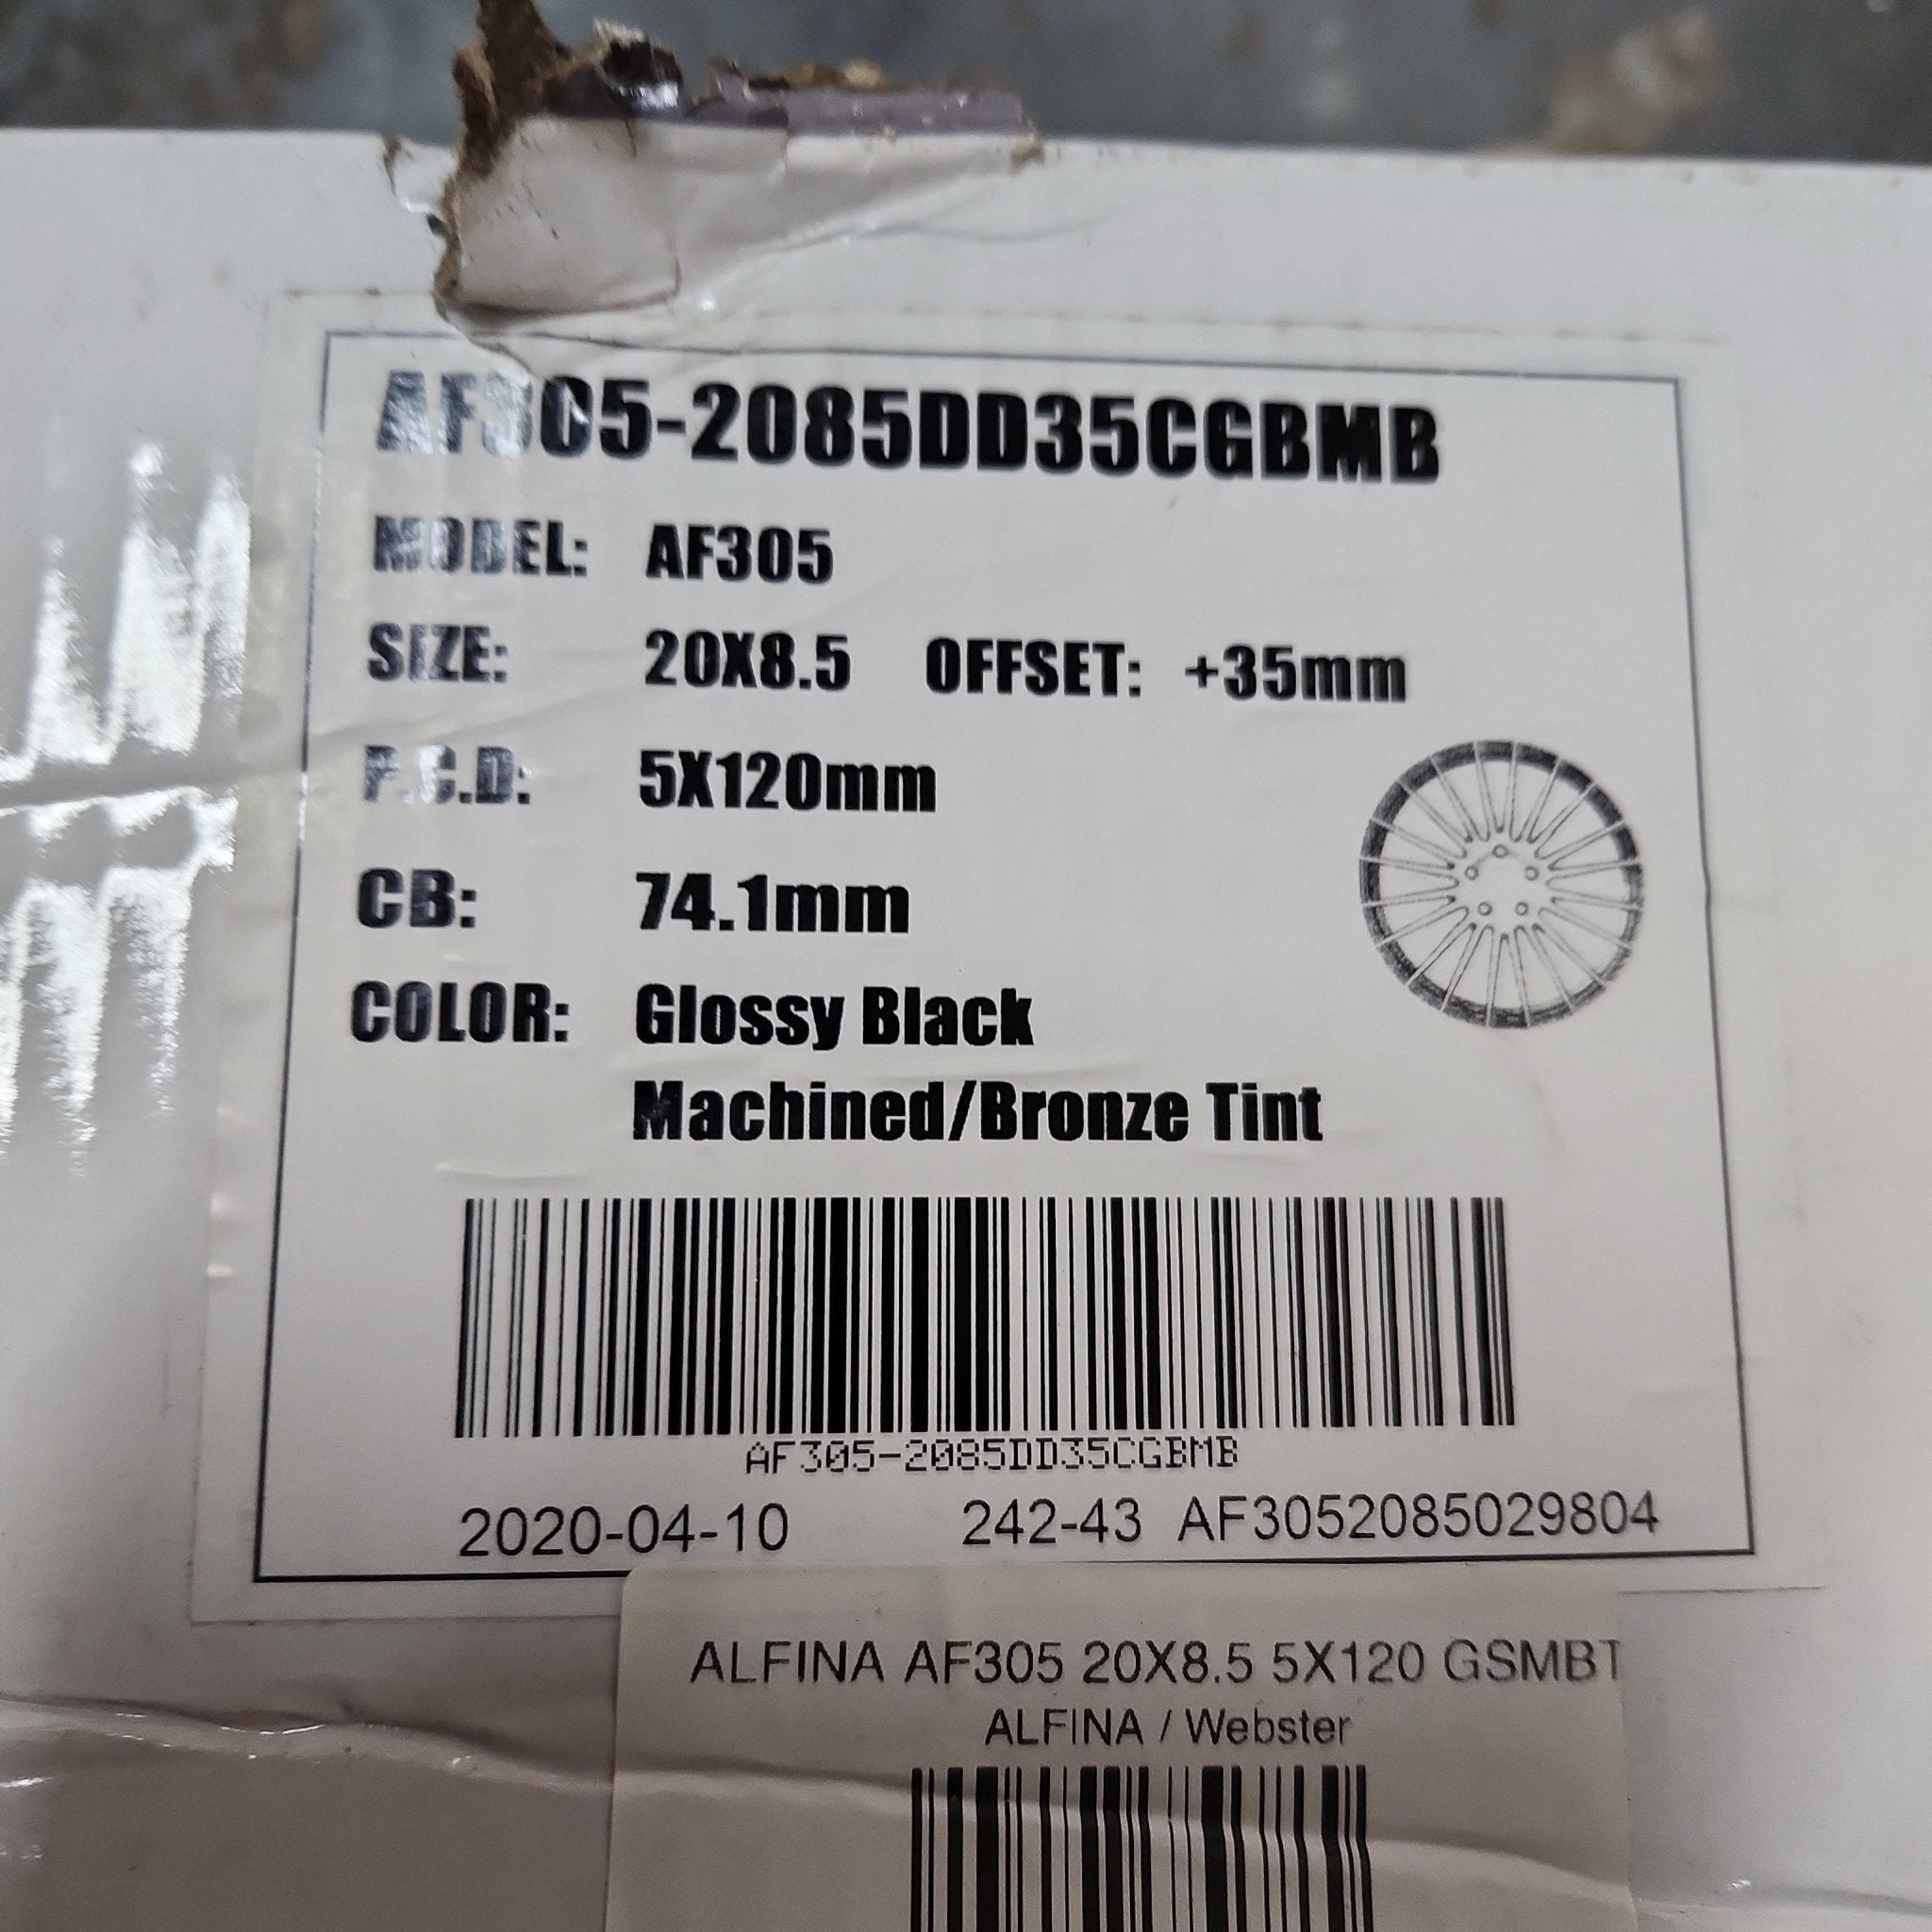 AF305-2085DD35CGBMB
MODEL: AF305
SIZE: 20X8.5 OFFSET: +35mm
P.C.D: 5X120mm
CB: 74.1mm
COLOR: Glossy Black
Machined/Bronze Tint
AF305-2085DD35CGBMB
2020-04-10 242-43 AF3052085029804
ALFINA AF305 20X8.5 5X120 GSMBT
ALFINA / Webster